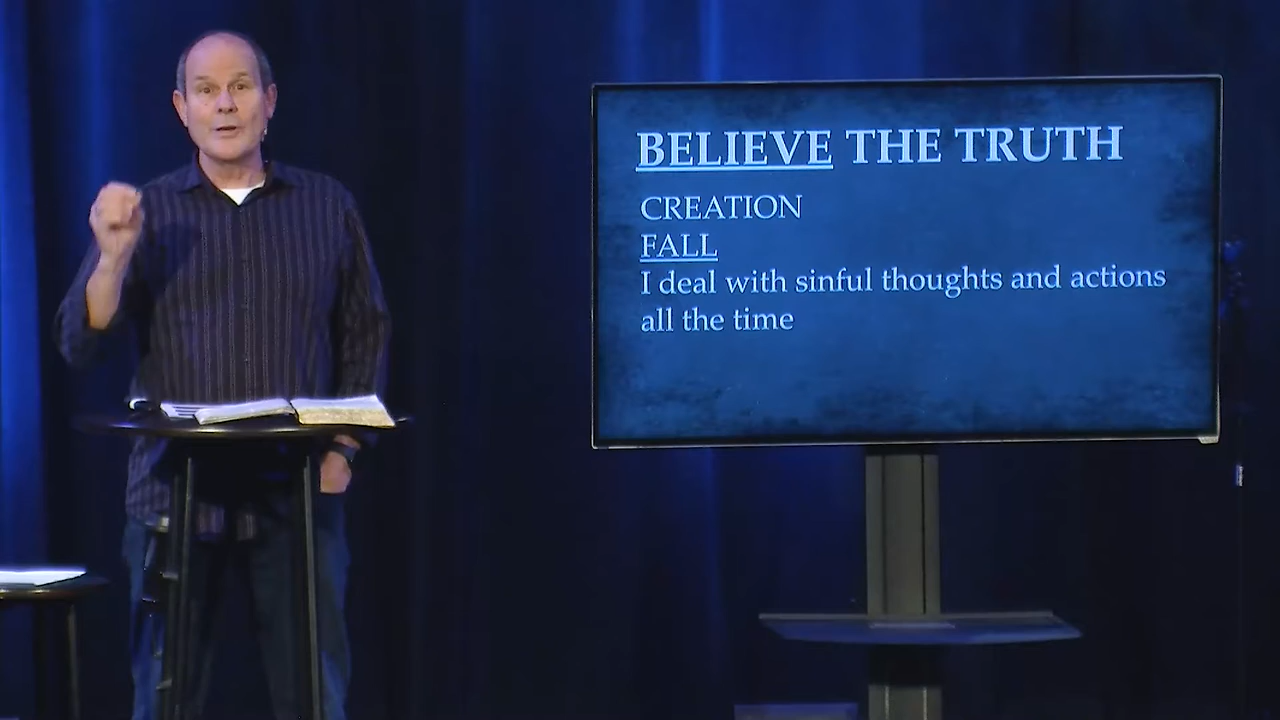 BELIEVE THE TRUTH
CREATION
FALL
I deal with sinful thoughts and actions
all the time